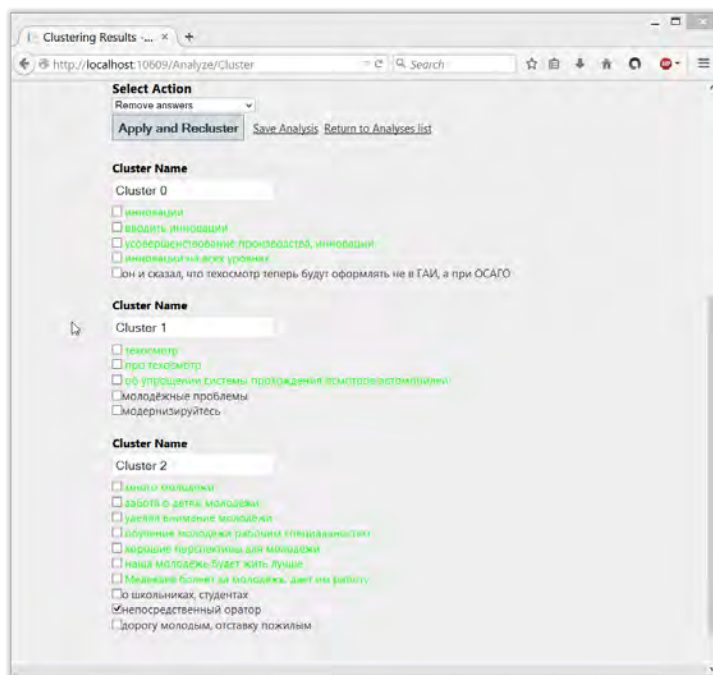 Clustering Results -...
http://localhost:10609/Analyze/Cluster
Search
Select Action
Remove answers
Apply and Recluster Save Analysis Return to Analyses list
Cluster Name
Cluster 0
инновации
вводить инновации
усовершенствование производства, инновации
инновации на всех уровнях
он и сказал, что техосмотр теперь будут оформлять не в ГАИ, а при ОСАГО
Cluster Name
Cluster 1
техосмотр
про техосмотр
об упрощении системы прохождения осмотров автомобилей
молодёжные проблемы
модернизируйтесь
Cluster Name
Cluster 2
много молодежи
забота о детях, молодежи
уделял внимание молодежи
обучение молодежи рабочим специальностям
хорошие перспективы для молодежи
наша молодежь будет жить лучше
Медведев болеет за молодежь, дает им работу
о школьниках, студентах
непосредственный оратор
дорогу молодым, отставку пожилым